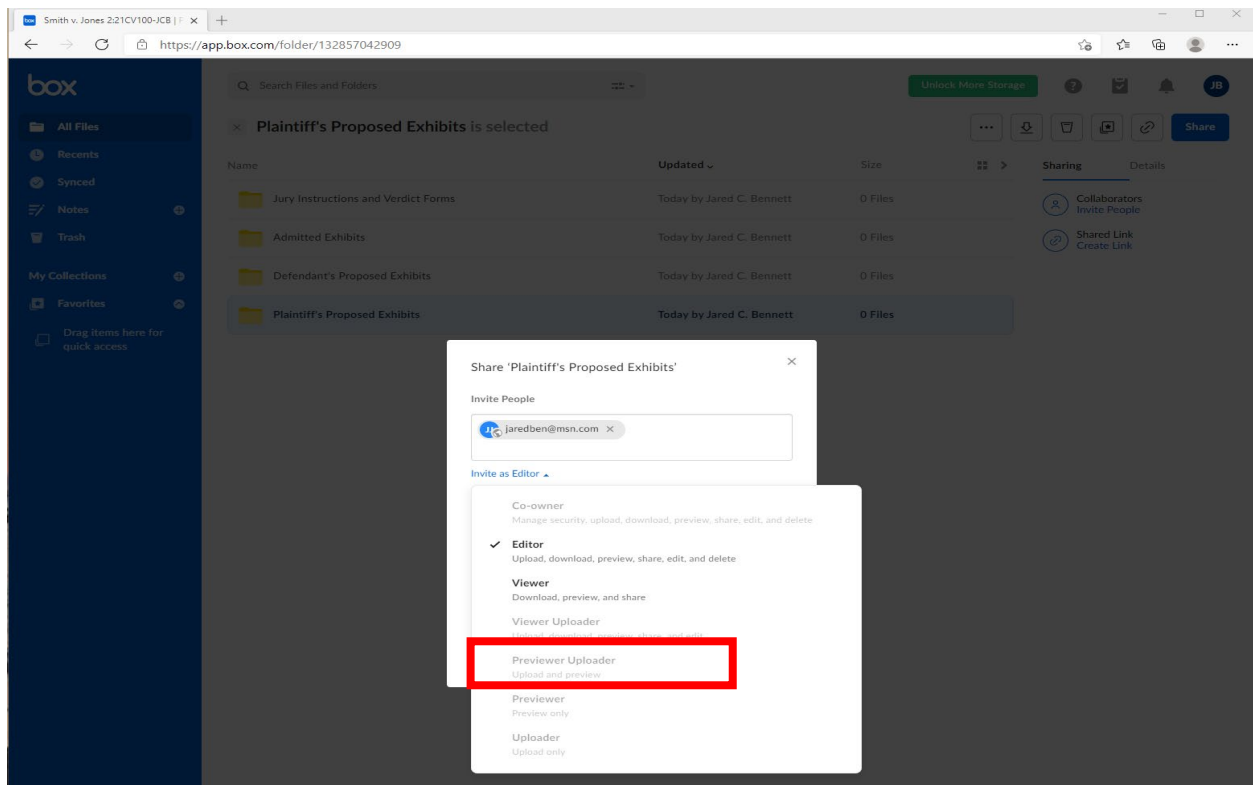 Smith v. Jones 2:21CV100-JCB | F
https://app.box.com/folder/132857042909
box
Search Files and Folders
Unlock More Storage
JB
All Files
Plaintiff's Proposed Exhibits is selected
Share
Recents
Name Updated Size
Sharing Details
Synced
Jury Instructions and Verdict Forms Today by Jared C. Bennett 0 Files
Collaborators
Invite People
Notes
Trash
Admitted Exhibits Today by Jared C. Bennett 0 Files
Shared Link
Create Link
My Collections
Defendant's Proposed Exhibits Today by Jared C. Bennett 0 Files
Favorites
Plaintiff's Proposed Exhibits Today by Jared C. Bennett 0 Files
Drag items here for
quick access
Share 'Plaintiff's Proposed Exhibits'
Invite People
jaredben@msn.com
Invite as Editor
Co-owner
Manage security, upload, download, preview, share, edit, and delete
Editor
Upload, download, preview, share, edit, and delete
Viewer
Download, preview, and share
Viewer Uploader
Upload, download, preview, share, and edit
Previewer Uploader
Upload and preview
Previewer
Preview only
Uploader
Upload only